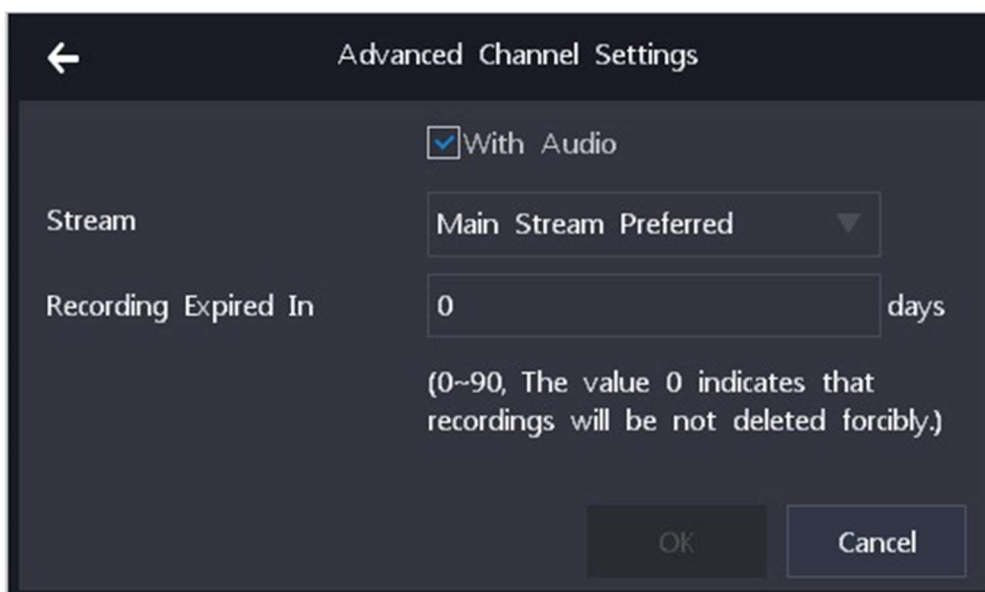 Advanced Channel Settings
With Audio
Stream
Main Stream Preferred
Recording Expired In
0
days
(0~90, The value 0 indicates that
recordings will be not deleted forcibly.)
OK
Cancel